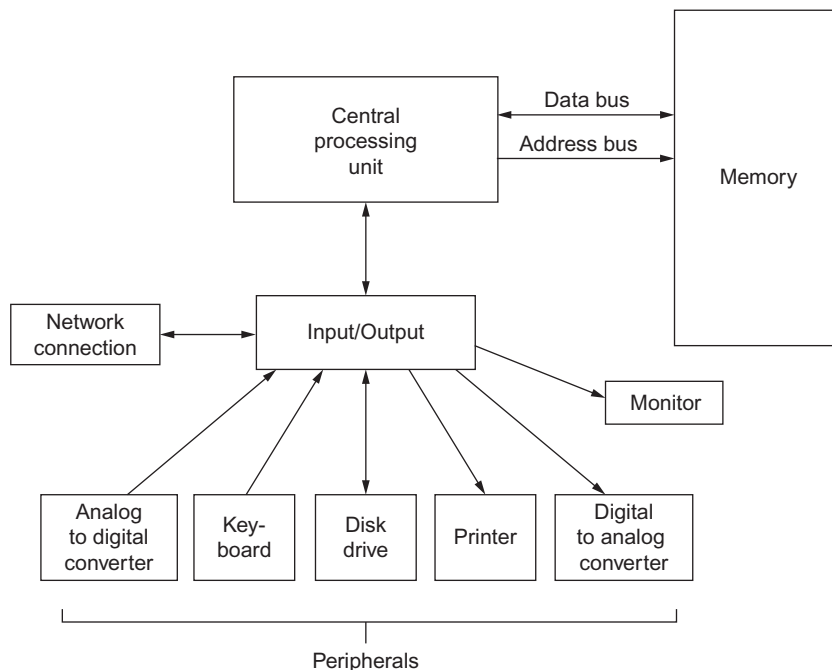 Central
processing
unit
Data bus
Address bus
Memory
Network
connection
Input/Output
Monitor
Analog
to digital
converter
Key-
board
Disk
drive
Printer
Digital
to analog
converter
Peripherals